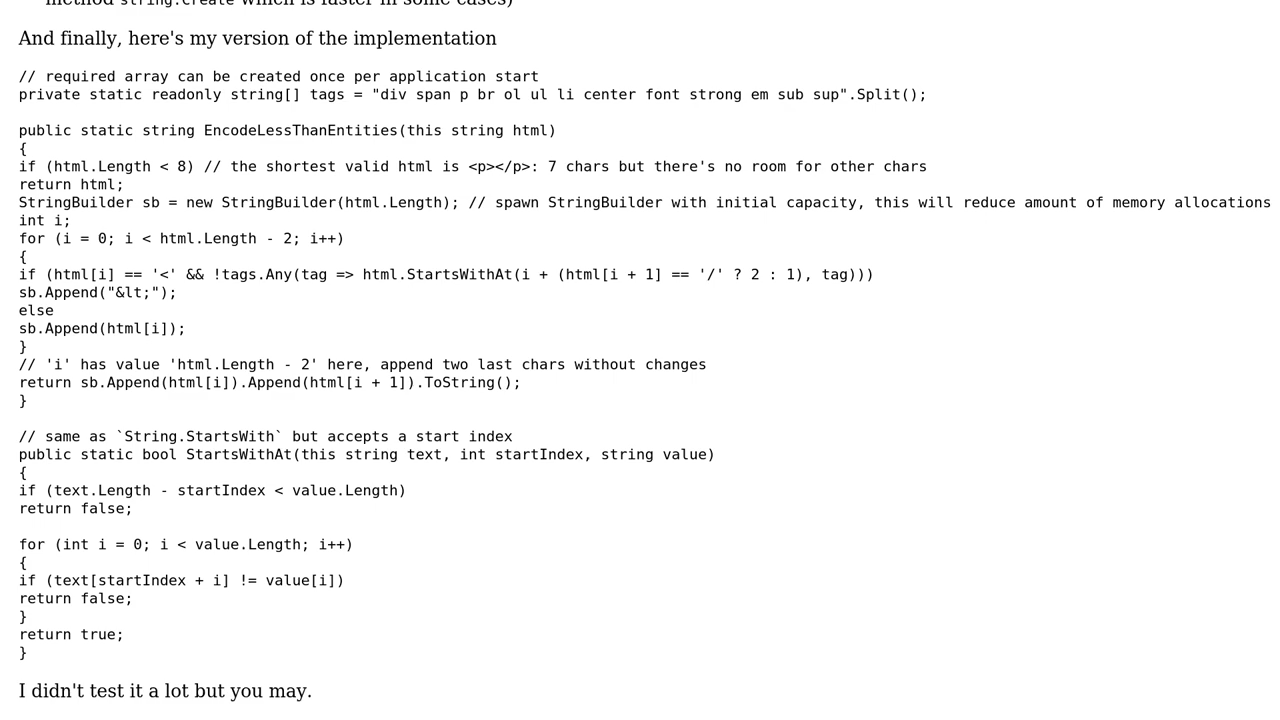 method string.Create which is faster in some cases)
And finally, here's my version of the implementation
// required array can be created once per application start
private static readonly string[] tags = "div span p br ol ul li center font strong em sub sup".Split();
public static string EncodeLessThanEntities(this string html)
{
if (html.Length < 8) // the shortest valid html is <p></p>: 7 chars but there's no room for other chars
return html;
StringBuilder sb = new StringBuilder(html.Length); // spawn StringBuilder with initial capacity, this will reduce amount of memory allocations
int i;
for (i = 0; i < html.Length - 2; i++)
{
if (html[i] == '<' && !tags.Any(tag => html.StartsWithAt(i + (html[i + 1] == '/' ? 2 : 1), tag)))
sb.Append("&lt;");
else
sb.Append(html[i]);
}
// 'i' has value 'html.Length - 2' here, append two last chars without changes
return sb.Append(html[i]).Append(html[i + 1]).ToString();
}
// same as `String.StartsWith` but accepts a start index
public static bool StartsWithAt(this string text, int startIndex, string value)
{
if (text.Length - startIndex < value.Length)
return false;
for (int i = 0; i < value.Length; i++)
{
if (text[startIndex + i] != value[i])
return false;
}
return true;
}
I didn't test it a lot but you may.